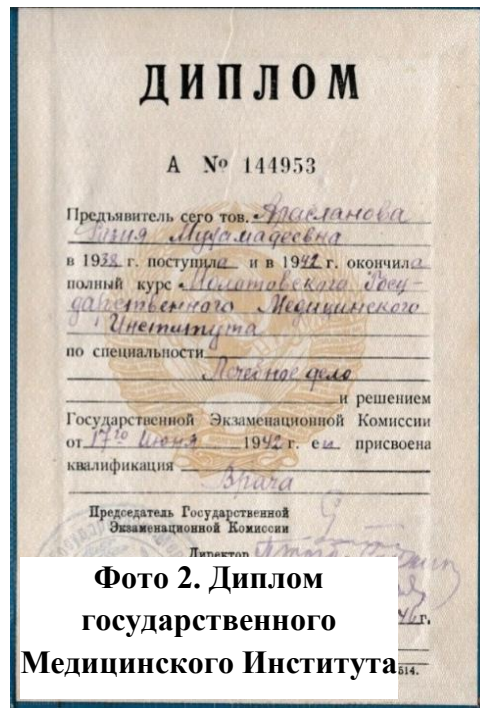 ДИПЛОМ
А № 144953
Предъявитель сего тов. Арасланова
Мухамадеевна
в 1938 г. поступила и в 1942 г. окончила
полный курс Молотовского Госу-
дарственного Медицинского
Института
по специальности
Лечебное дело
и решением
Государственной Экзаменационной Комиссии
от 17го Июня 1942 г. ей присвоена
квалификация
Врача
Председатель Государственной
Экзаменационной Комиссии
Директор
г.
514.
Фото 2. Диплом
государственного
Медицинского Института